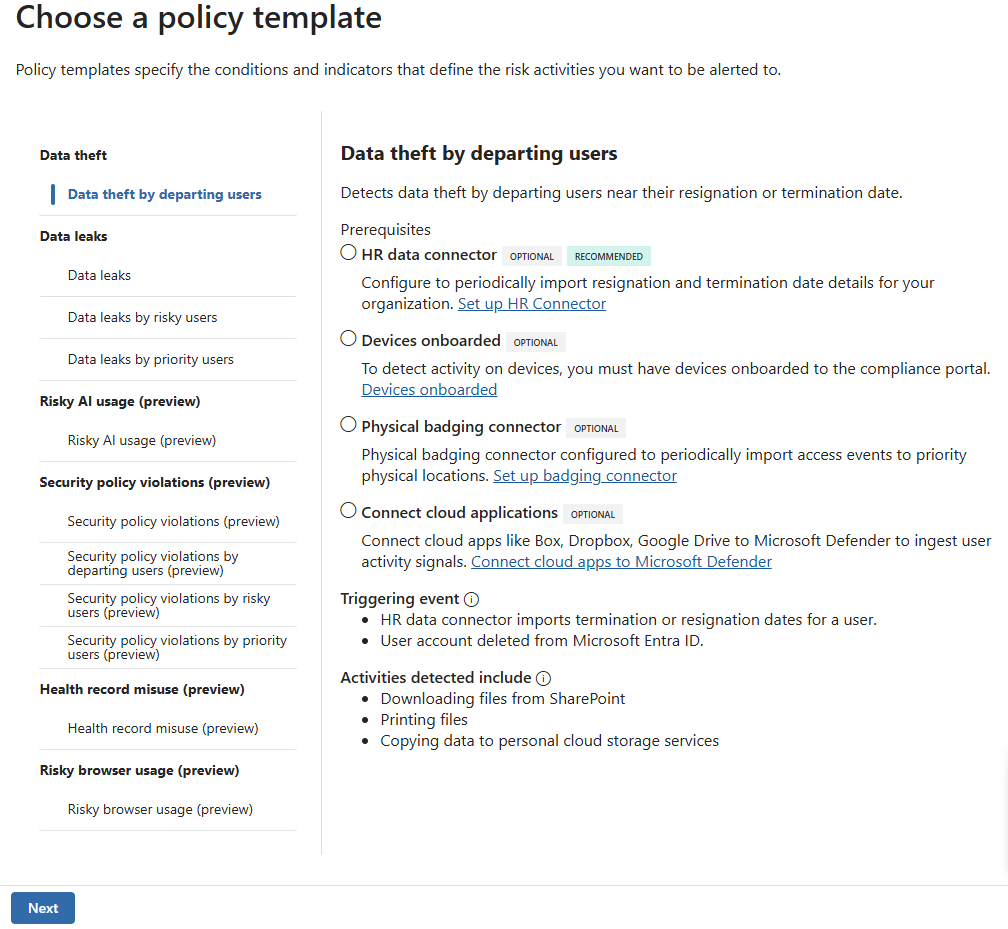 Choose a policy template
Policy templates specify the conditions and indicators that define the risk activities you want to be alerted to.
Data theft
Data theft by departing users
Data leaks
Data leaks
Data leaks by risky users
Data leaks by priority users
Risky AI usage (preview)
Risky AI usage (preview)
Security policy violations (preview)
Security policy violations (preview)
Security policy violations by
departing users (preview)
Security policy violations by risky
users (preview)
Security policy violations by priority
users (preview)
Health record misuse (preview)
Health record misuse (preview)
Risky browser usage (preview)
Risky browser usage (preview)
Data theft by departing users
Detects data theft by departing users near their resignation or termination date.
Prerequisites
HR data connector OPTIONAL RECOMMENDED
Configure to periodically import resignation and termination date details for your
organization. Set up HR Connector
Devices onboarded OPTIONAL
To detect activity on devices, you must have devices onboarded to the compliance portal.
Devices onboarded
Physical badging connector OPTIONAL
Physical badging connector configured to periodically import access events to priority
physical locations. Set up badging connector
Connect cloud applications OPTIONAL
Connect cloud apps like Box, Dropbox, Google Drive to Microsoft Defender to ingest user
activity signals. Connect cloud apps to Microsoft Defender
Triggering event
• HR data connector imports termination or resignation dates for a user.
• User account deleted from Microsoft Entra ID.
Activities detected include
• Downloading files from SharePoint
• Printing files
• Copying data to personal cloud storage services
Next